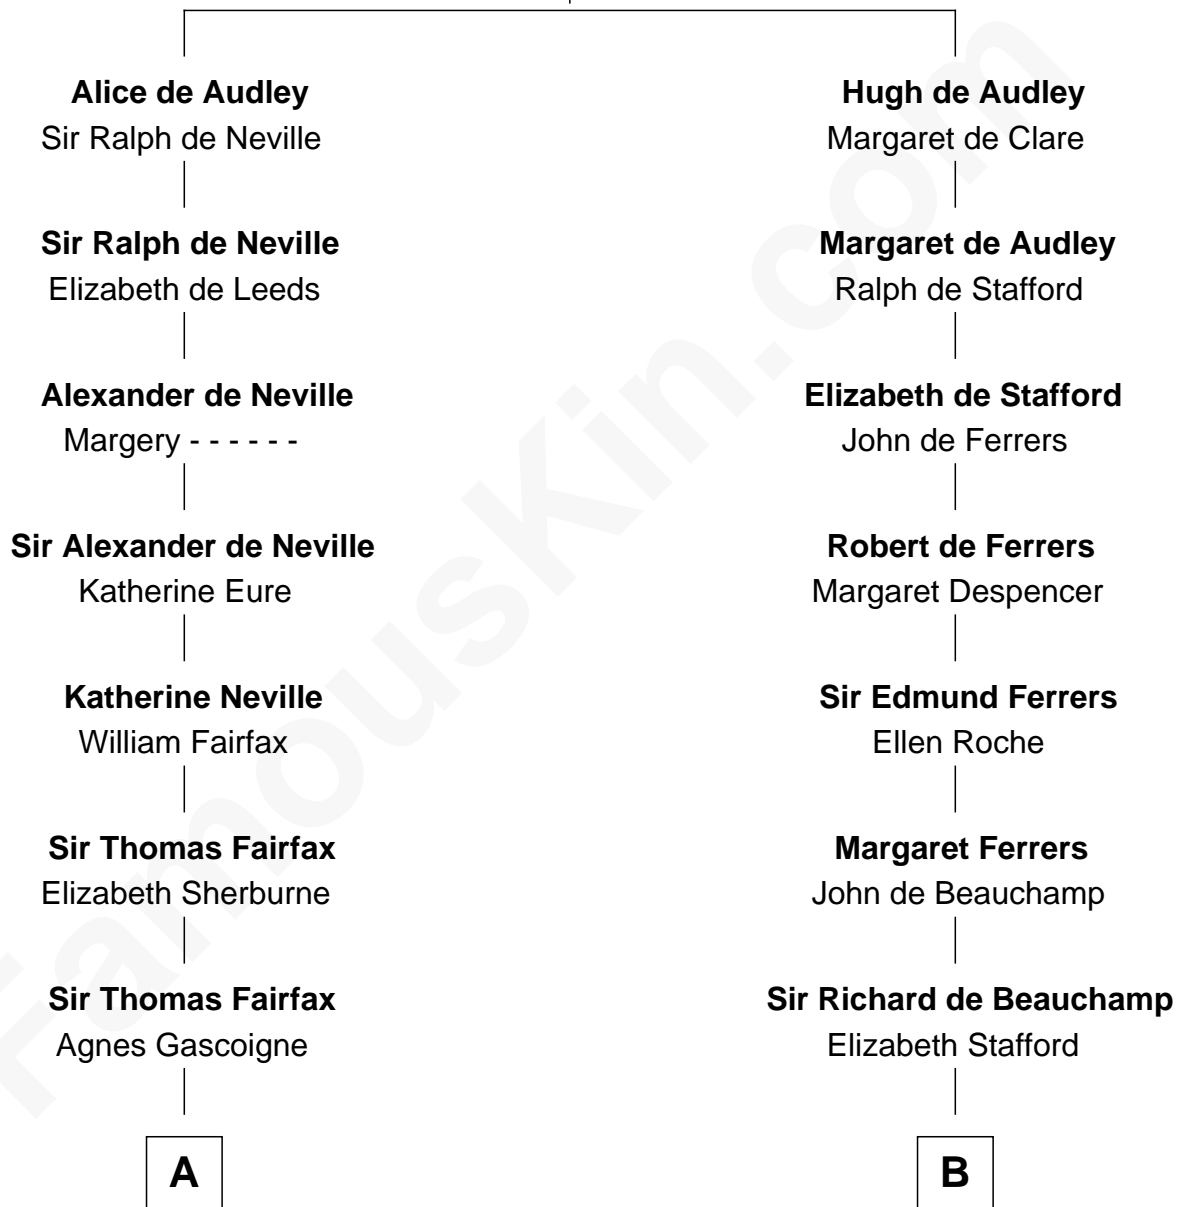 Alice de Audley
Sir Ralph de Neville
Sir Ralph de Neville
Elizabeth de Leeds
Alexander de Neville
Margery - - - - - -
Sir Alexander de Neville
Katherine Eure
Katherine Neville
William Fairfax
Sir Thomas Fairfax
Elizabeth Sherburne
Sir Thomas Fairfax
Agnes Gascoigne
A
Hugh de Audley
Margaret de Clare
Margaret de Audley
Ralph de Stafford
Elizabeth de Stafford
John de Ferrers
Robert de Ferrers
Margaret Despencer
Sir Edmund Ferrers
Ellen Roche
Margaret Ferrers
John de Beauchamp
Sir Richard de Beauchamp
Elizabeth Stafford
B
FamousKin.com